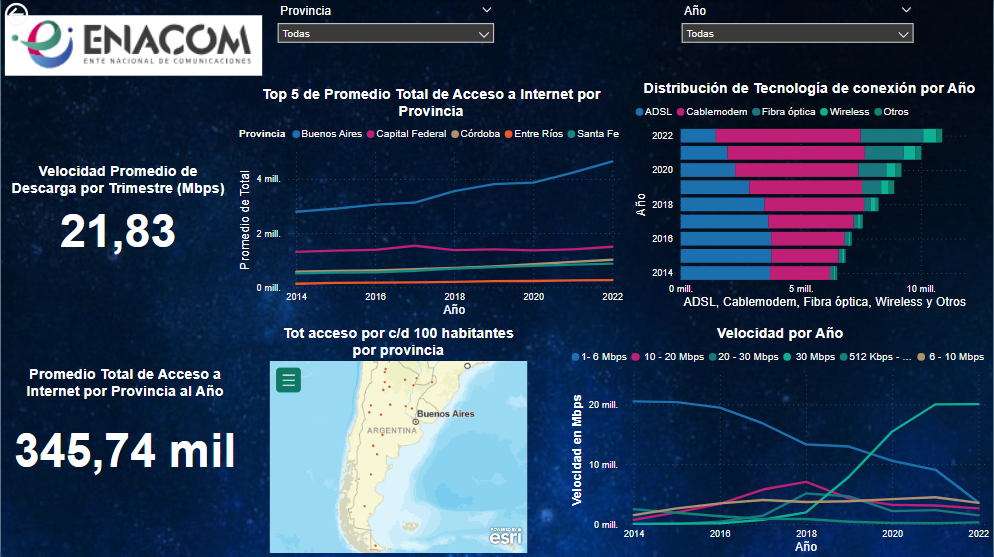 ENACOM
ENTE NACIONAL DE COMUNICACIONES
Provincia
Todas
Año
Todas
Velocidad Promedio de
Descarga por Trimestre (Mbps)
21,83
Promedio Total de Acceso a
Internet por Provincia al Año
345,74 mil
Top 5 de Promedio Total de Acceso a Internet por
Provincia
Provincia Buenos Aires Capital Federal Córdoba Entre Ríos Santa Fe
Promedio de Total
4 mill.
2 mill.
0 mill.
2014 2016 2018 2020 2022
Año
Distribución de Tecnología de conexión por Año
ADSL Cablemodem Fibra óptica Wireless Otros
Año
2022
2020
2018
2016
2014
0 mill. 5 mill. 10 mill.
ADSL, Cablemodem, Fibra óptica, Wireless y Otros
Tot acceso por c/d 100 habitantes
por provincia
Buenos Aires
ARGENTINA
POWERED BY
esri
Velocidad por Año
1- 6 Mbps 10 - 20 Mbps 20 - 30 Mbps 30 Mbps 512 Kbps - ... 6 - 10 Mbps
Velocidad en Mbps
20 mill.
10 mill.
0 mill.
2014 2016 2018 2020 2022
Año